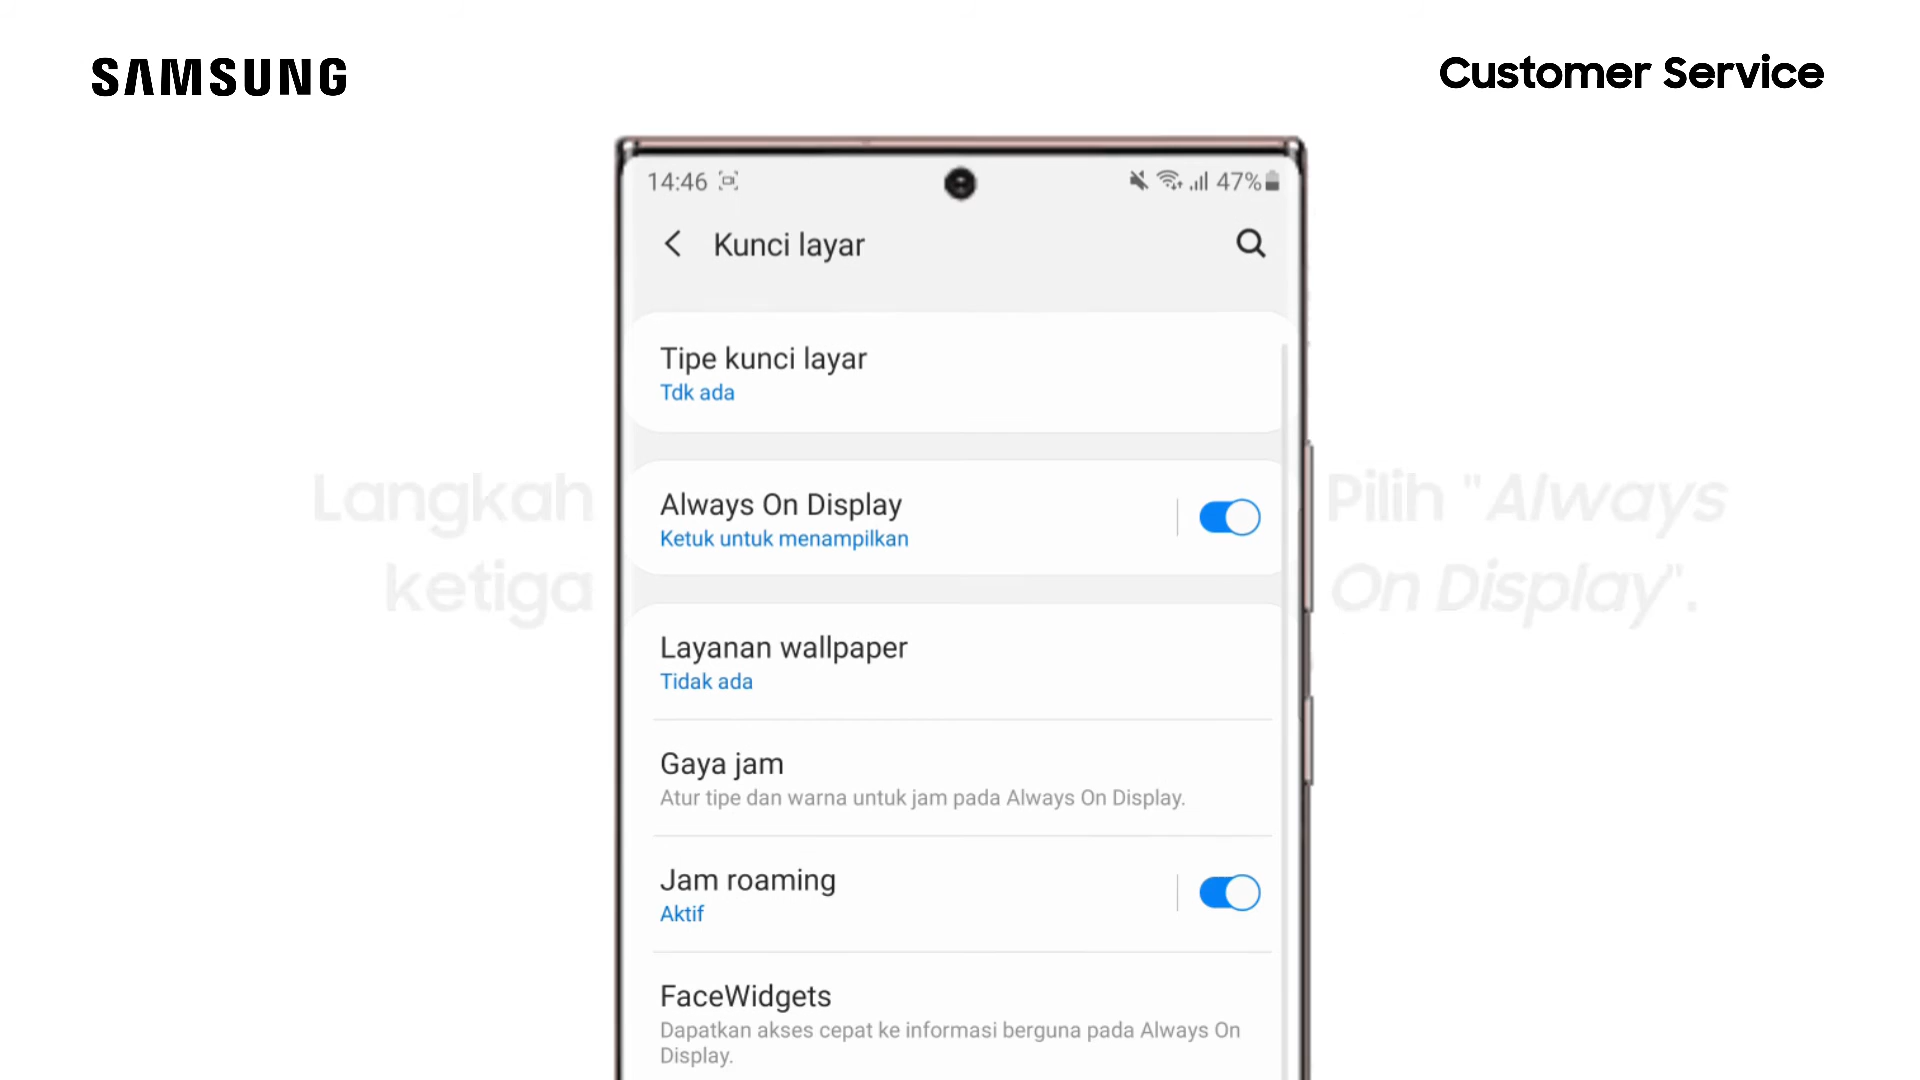 SAMSUNG
Customer Service
14:46
47%
Kunci layar
Tipe kunci layar
Tdk ada
Always On Display
Ketuk untuk menampilkan
Langkah
ketiga
Pilih "Always
On Display".
Layanan wallpaper
Tidak ada
Gaya jam
Atur tipe dan warna untuk jam pada Always On Display.
Jam roaming
Aktif
FaceWidgets
Dapatkan akses cepat ke informasi berguna pada Always On
Display.